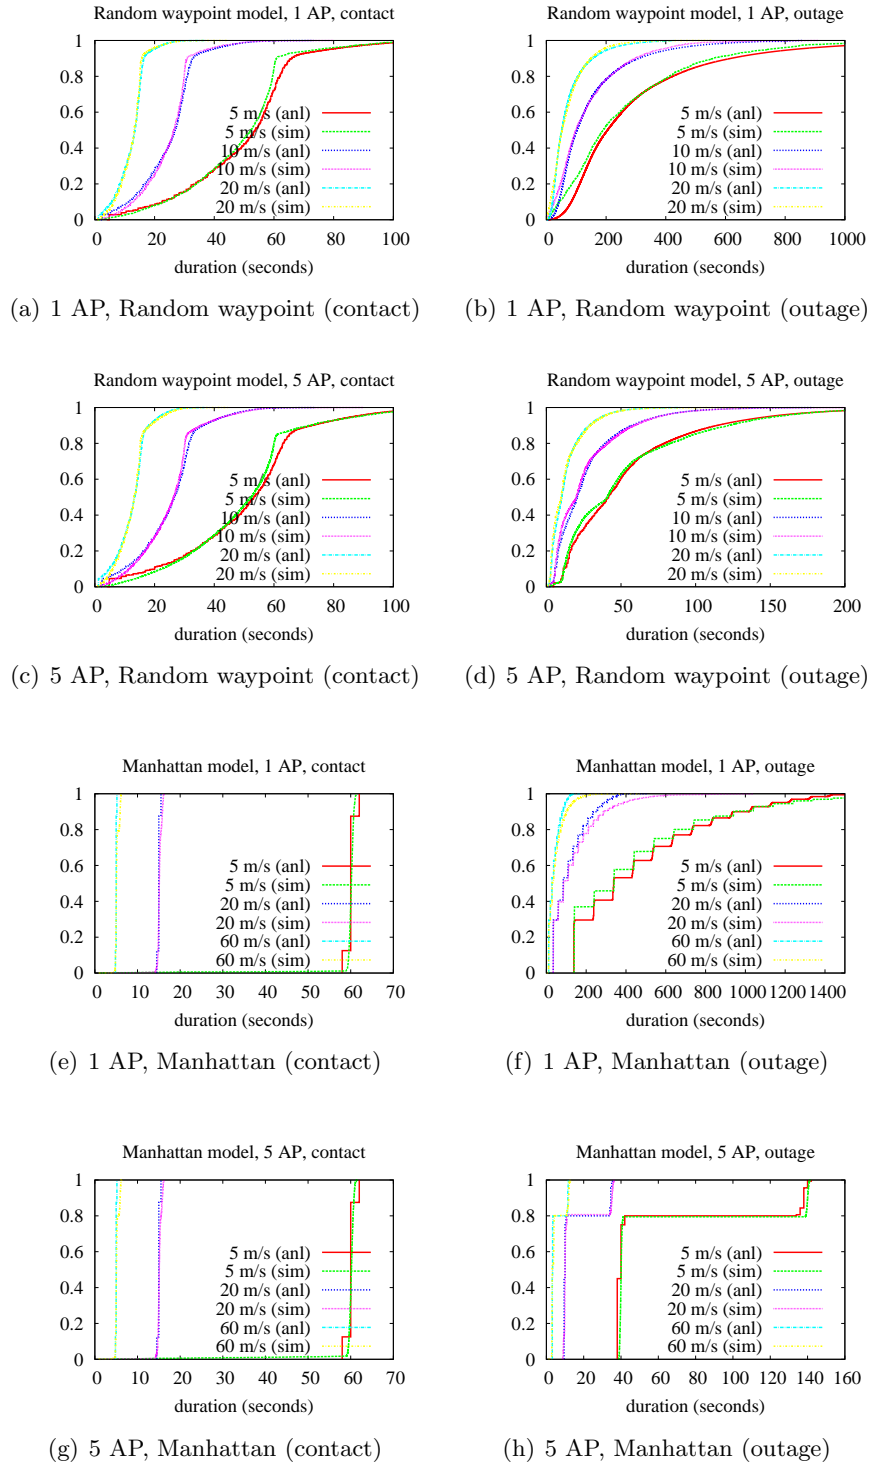 Random waypoint model, 1 AP, contact
1
0.8
0.6
0.4
0.2
0
5 m/s (anl)
5 m/s (sim)
10 m/s (anl)
10 m/s (sim)
20 m/s (anl)
20 m/s (sim)
0 20 40 60 80 100
duration (seconds)
(a) 1 AP, Random waypoint (contact)
Random waypoint model, 1 AP, outage
1
0.8
0.6
0.4
0.2
0
5 m/s (anl)
5 m/s (sim)
10 m/s (anl)
10 m/s (sim)
20 m/s (anl)
20 m/s (sim)
0 200 400 600 800 1000
duration (seconds)
(b) 1 AP, Random waypoint (outage)
Random waypoint model, 5 AP, contact
1
0.8
0.6
0.4
0.2
0
5 m/s (anl)
5 m/s (sim)
10 m/s (anl)
10 m/s (sim)
20 m/s (anl)
20 m/s (sim)
0 20 40 60 80 100
duration (seconds)
(c) 5 AP, Random waypoint (contact)
Random waypoint model, 5 AP, outage
1
0.8
0.6
0.4
0.2
0
5 m/s (anl)
5 m/s (sim)
10 m/s (anl)
10 m/s (sim)
20 m/s (anl)
20 m/s (sim)
0 50 100 150 200
duration (seconds)
(d) 5 AP, Random waypoint (outage)
Manhattan model, 1 AP, contact
1
0.8
0.6
0.4
0.2
0
5 m/s (anl)
5 m/s (sim)
20 m/s (anl)
20 m/s (sim)
60 m/s (anl)
60 m/s (sim)
0 10 20 30 40 50 60 70
duration (seconds)
(e) 1 AP, Manhattan (contact)
Manhattan model, 1 AP, outage
1
0.8
0.6
0.4
0.2
0
5 m/s (anl)
5 m/s (sim)
20 m/s (anl)
20 m/s (sim)
60 m/s (anl)
60 m/s (sim)
0 200 400 600 800 1000 1200 1400
duration (seconds)
(f) 1 AP, Manhattan (outage)
Manhattan model, 5 AP, contact
1
0.8
0.6
0.4
0.2
0
5 m/s (anl)
5 m/s (sim)
20 m/s (anl)
20 m/s (sim)
60 m/s (anl)
60 m/s (sim)
0 10 20 30 40 50 60 70
duration (seconds)
(g) 5 AP, Manhattan (contact)
Manhattan model, 5 AP, outage
1
0.8
0.6
0.4
0.2
0
5 m/s (anl)
5 m/s (sim)
20 m/s (anl)
20 m/s (sim)
60 m/s (anl)
60 m/s (sim)
0 20 40 60 80 100 120 140 160
duration (seconds)
(h) 5 AP, Manhattan (outage)